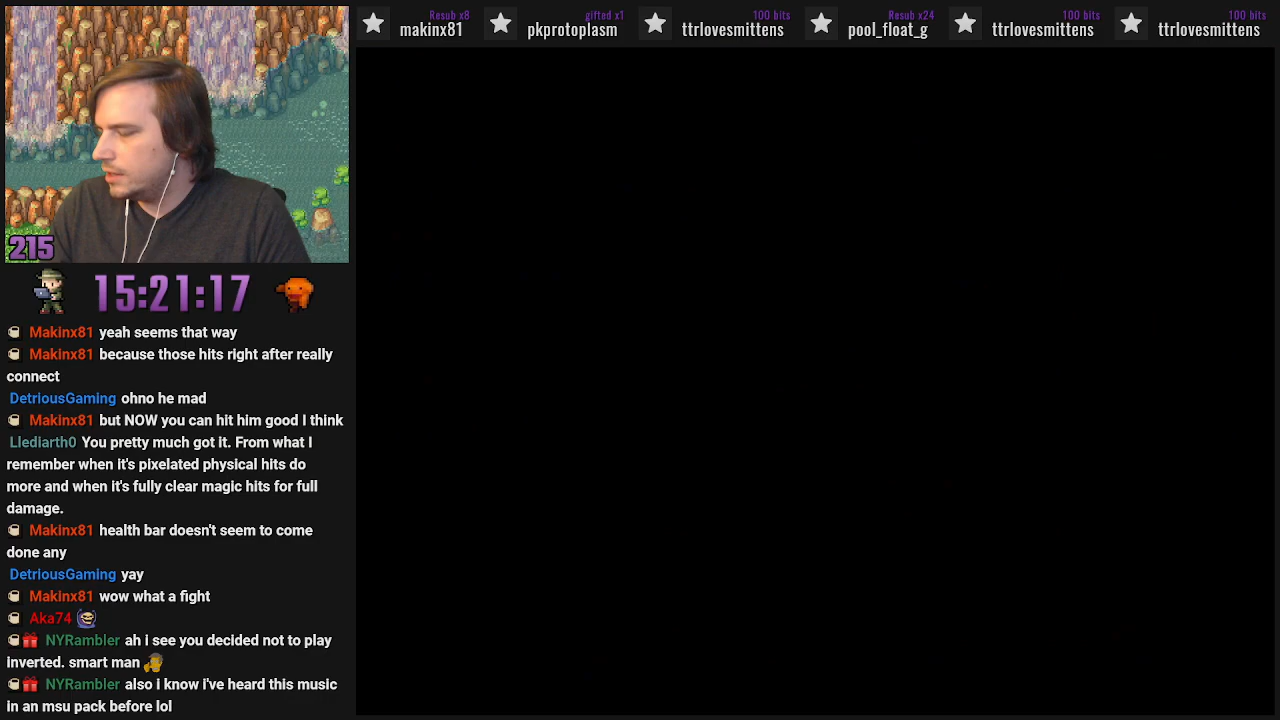 Resub x8
makinx81
gifted x1
pkprotoplasm
100 bits
ttrlovesmittens
Resub x24
pool_float_g
100 bits
ttrlovesmittens
100 bits
ttrlovesmittens
215
15:21:17
Makinx81 yeah seems that way
Makinx81 because those hits right after really
connect
DetriousGaming ohno he mad
Makinx81 but NOW you can hit him good I think
Llediarth0 You pretty much got it. From what I
remember when it's pixelated physical hits do
more and when it's fully clear magic hits for full
damage.
Makinx81 health bar doesn't seem to come
done any
DetriousGaming yay
Makinx81 wow what a fight
Aka74
NYRambler ah i see you decided not to play
inverted. smart man
NYRambler also i know i've heard this music
in an msu pack before lol